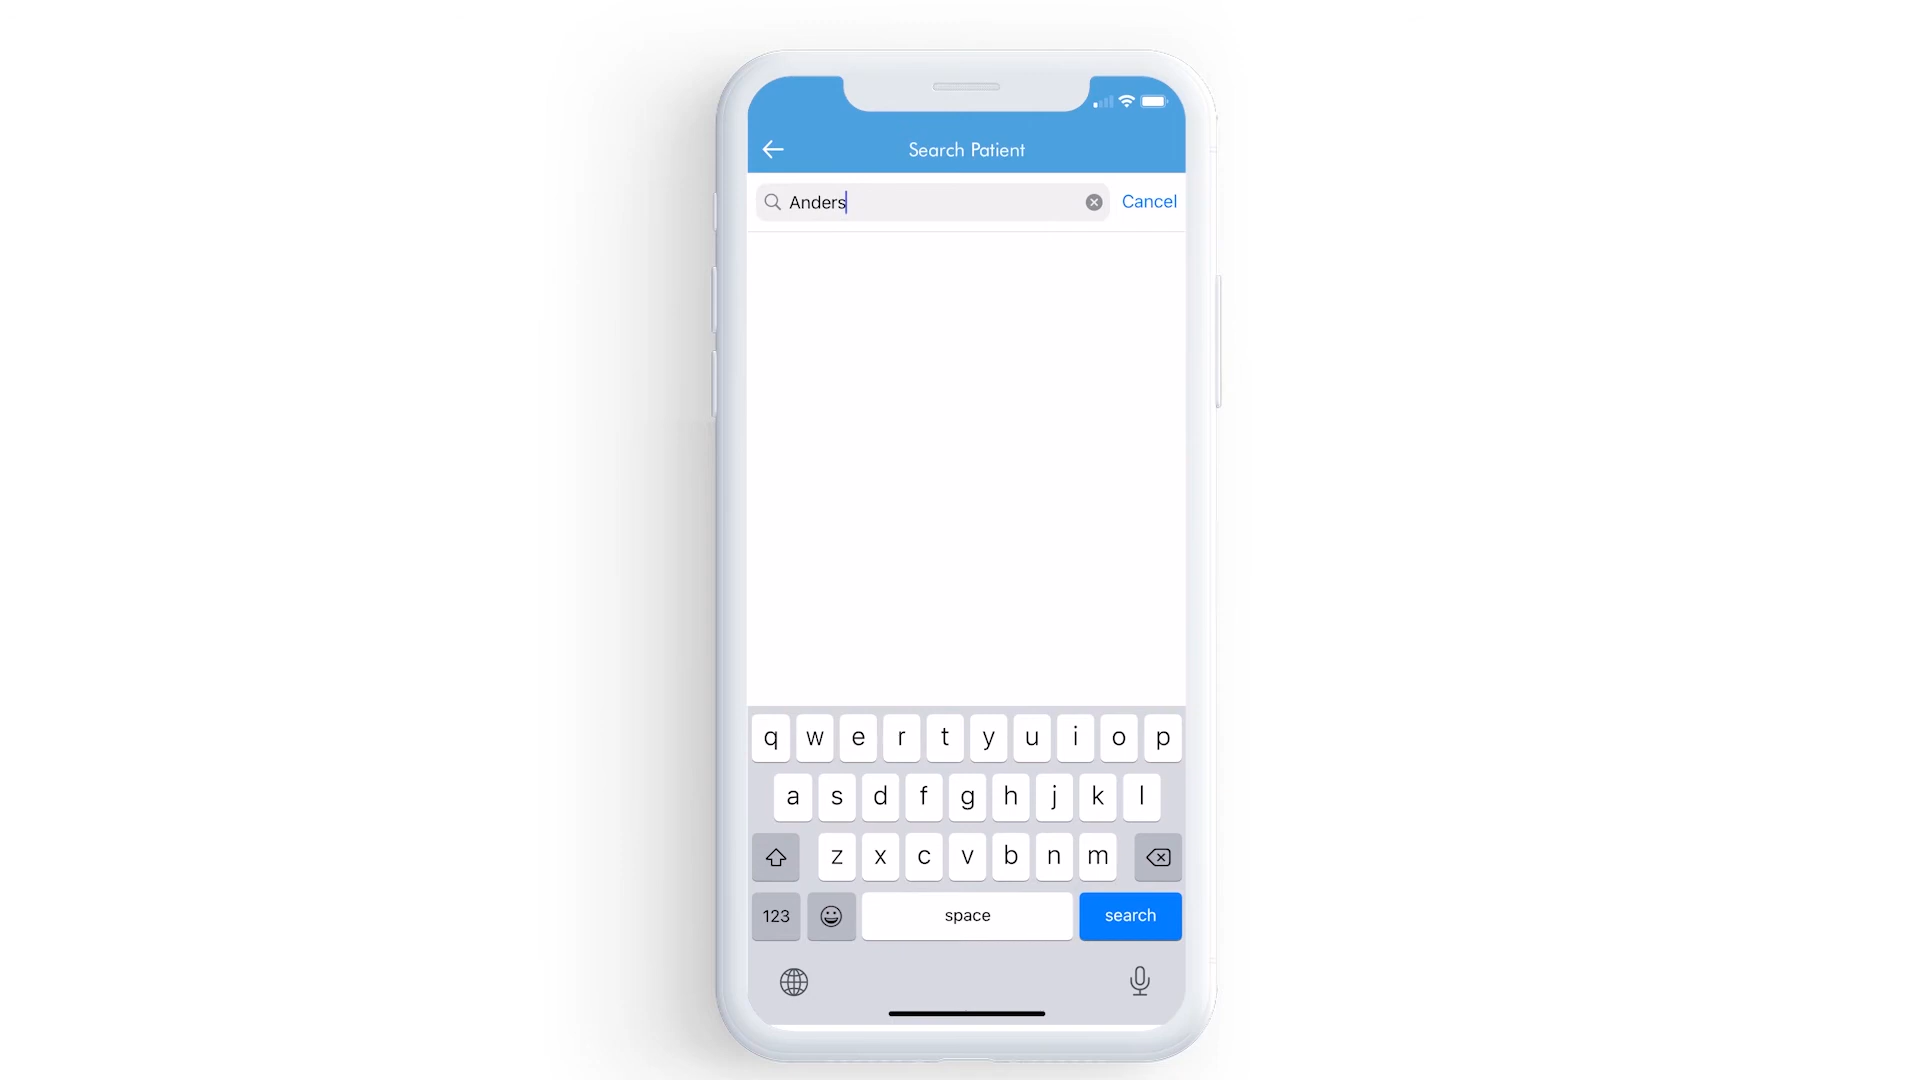 Search Patient
Anders
Cancel
q w e r t y u i o p
a s d f g h j k l
z x c v b n m
123 space search